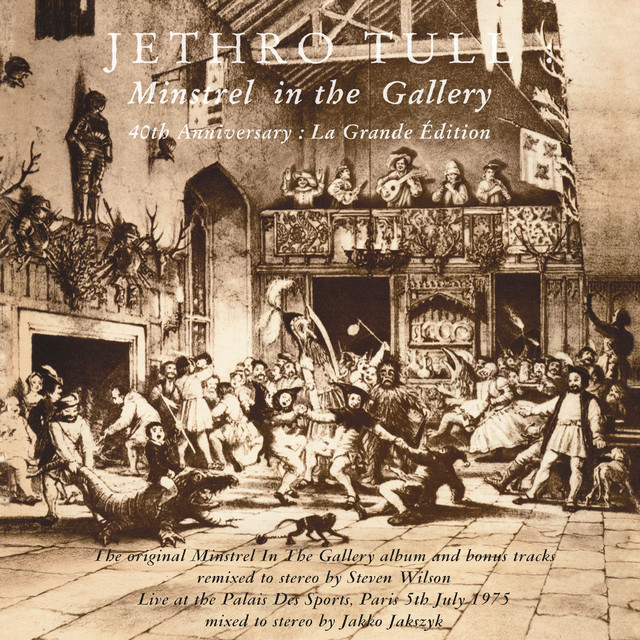 JETHRO TULL :
Minstrel in the Gallery
40th Anniversary : La Grande Édition
The original Minstrel In The Gallery album and bonus tracks
remixed to stereo by Steven Wilson
Live at the Palais Des Sports, Paris 5th July 1975
mixed to stereo by Jakko Jakszyk